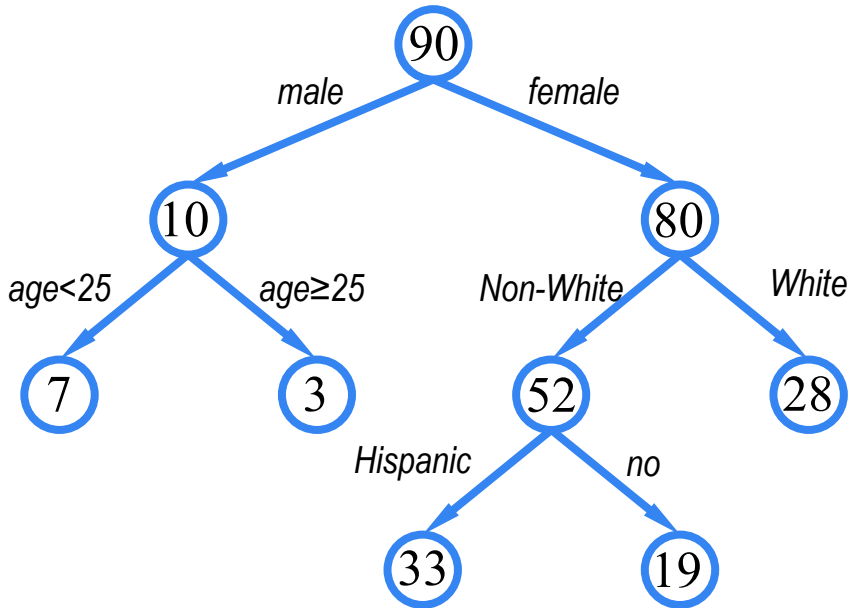 90
male
female
10
80
age<25
age≥25
Non-White
White
7
3
52
28
Hispanic
no
33
19